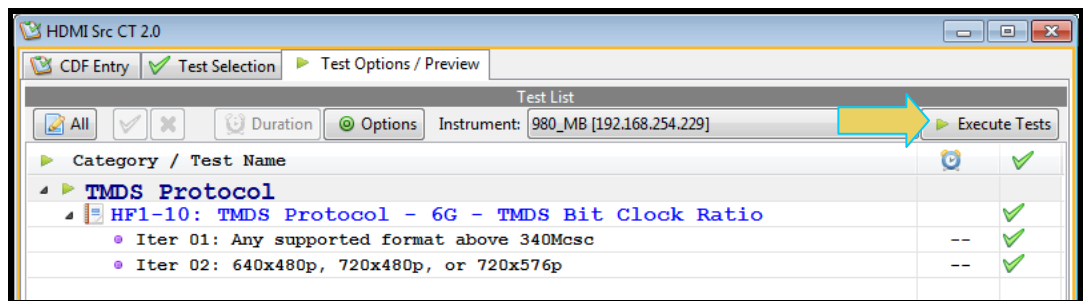 HDMI Src CT 2.0
CDF Entry Test Selection Test Options / Preview
Test List
All Duration Options Instrument: 980_MB [192.168.254.229] Execute Tests
Category / Test Name
TMDS Protocol
HF1-10: TMDS Protocol - 6G - TMDS Bit Clock Ratio
Iter 01: Any supported format above 340Mcsc --
Iter 02: 640x480p, 720x480p, or 720x576p --